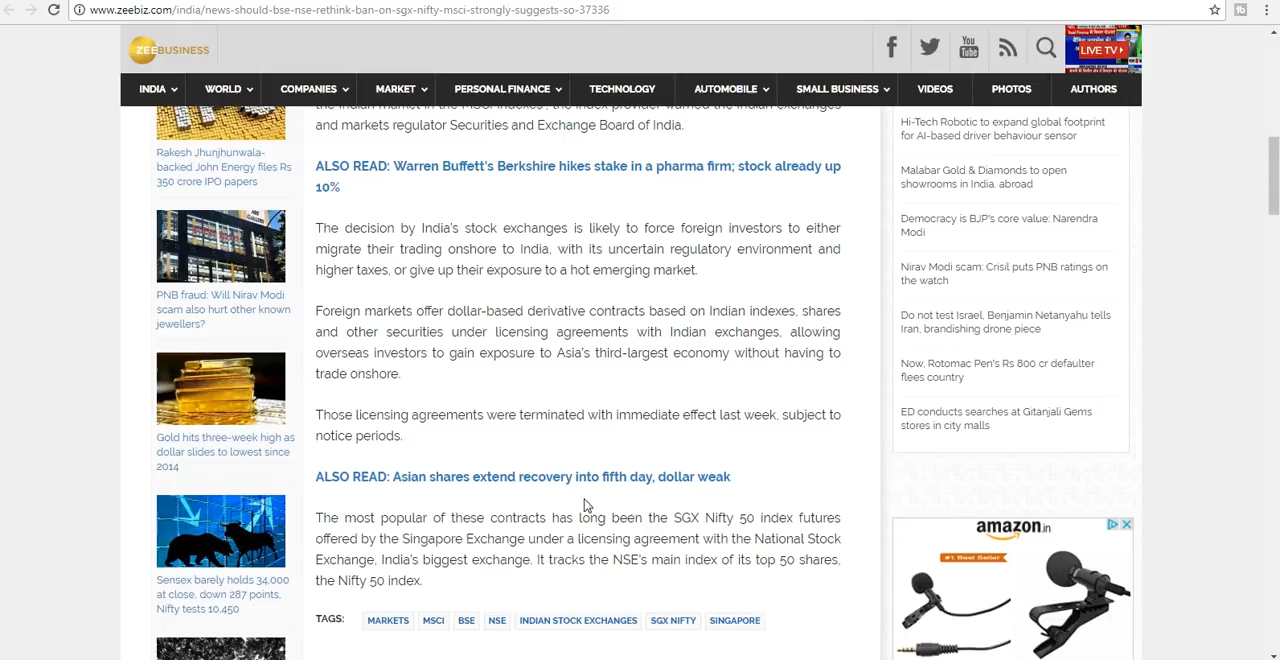 www.zeebiz.com/india/news-should-bse-nse-rethink-ban-on-sgx-nifty-msci-strongly-suggests-so-37336
ZEEBUSINESS
You
Tube
LIVE TV
INDIA WORLD COMPANIES MARKET PERSONAL FINANCE TECHNOLOGY AUTOMOBILE SMALL BUSINESS VIDEOS PHOTOS AUTHORS
Rakesh Jhunjhunwala-
backed John Energy files Rs
350 crore IPO papers
PNB fraud: Will Nirav Modi
scam also hurt other known
jewellers?
Gold hits three-week high as
dollar slides to lowest since
2014
Sensex barely holds 34,000
at close, down 287 points,
Nifty tests 10,450
the Indian market in the MSCI Indexes", the index provider warned the Indian exchanges
and markets regulator Securities and Exchange Board of India.
ALSO READ: Warren Buffett's Berkshire hikes stake in a pharma firm; stock already up
10%
The decision by India's stock exchanges is likely to force foreign investors to either
migrate their trading onshore to India, with its uncertain regulatory environment and
higher taxes, or give up their exposure to a hot emerging market.
Foreign markets offer dollar-based derivative contracts based on Indian indexes, shares
and other securities under licensing agreements with Indian exchanges, allowing
overseas investors to gain exposure to Asia's third-largest economy without having to
trade onshore.
Those licensing agreements were terminated with immediate effect last week, subject to
notice periods.
ALSO READ: Asian shares extend recovery into fifth day, dollar weak
The most popular of these contracts has long been the SGX Nifty 50 index futures
offered by the Singapore Exchange under a licensing agreement with the National Stock
Exchange, India's biggest exchange. It tracks the NSE's main index of its top 50 shares,
the Nifty 50 index.
TAGS: MARKETS MSCI BSE NSE INDIAN STOCK EXCHANGES SGX NIFTY SINGAPORE
Hi-Tech Robotic to expand global footprint
for AI-based driver behaviour sensor
Malabar Gold & Diamonds to open
showrooms in India, abroad
Democracy is BJP's core value: Narendra
Modi
Nirav Modi scam: Crisil puts PNB ratings on
the watch
Do not test Israel, Benjamin Netanyahu tells
Iran, brandishing drone piece
Now, Rotomac Pen's Rs 800 cr defaulter
flees country
ED conducts searches at Gitanjali Gems
stores in city malls
amazon.in
#1 Best Seller